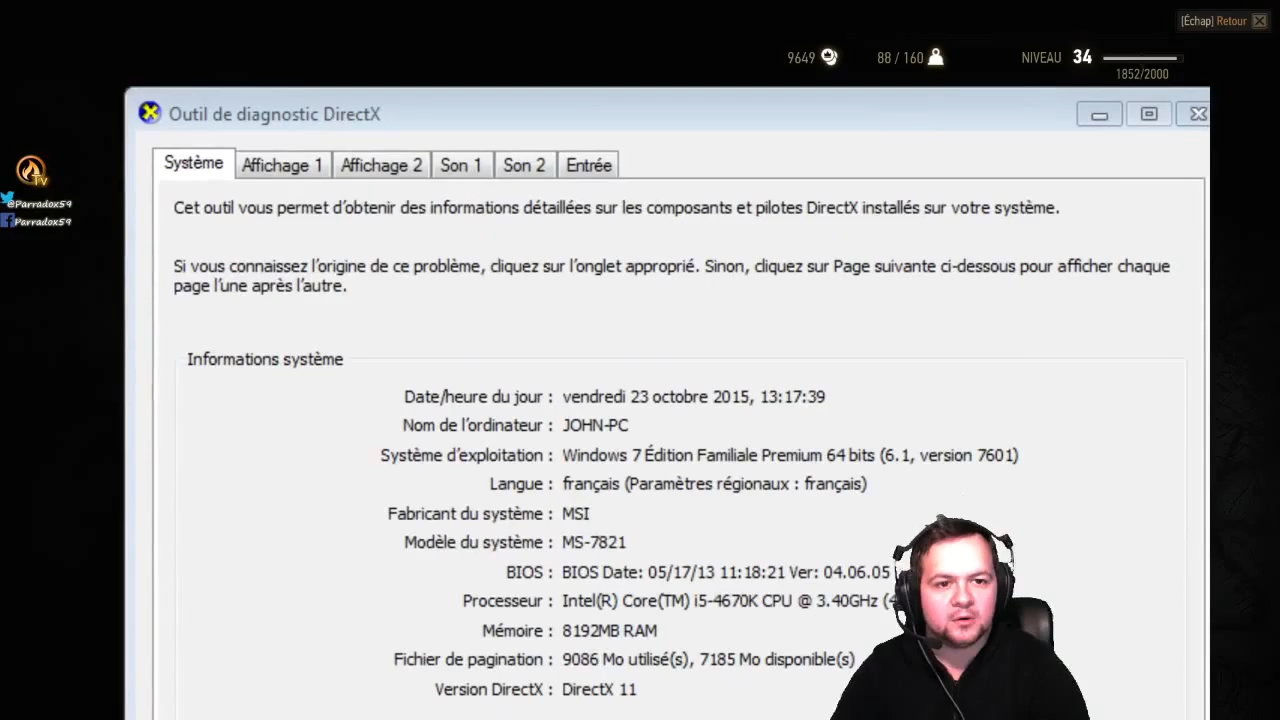 [Échap] Retour
9649
88 / 160
NIVEAU 34
1852/2000
Outil de diagnostic DirectX
Système Affichage 1 Affichage 2 Son 1 Son 2 Entrée
Cet outil vous permet d'obtenir des informations détaillées sur les composants et pilotes DirectX installés sur votre système.
TV
@Parradox59
Parradox59
Si vous connaissez l'origine de ce problème, cliquez sur l'onglet approprié. Sinon, cliquez sur Page suivante ci-dessous pour afficher chaque
page l'une après l'autre.
Informations système
Date/heure du jour : vendredi 23 octobre 2015, 13:17:39
Nom de l'ordinateur : JOHN-PC
Système d'exploitation : Windows 7 Édition Familiale Premium 64 bits (6.1, version 7601)
Langue : français (Paramètres régionaux : français)
Fabricant du système : MSI
Modèle du système : MS-7821
BIOS : BIOS Date: 05/17/13 11:18:21 Ver: 04.06.05
Processeur : Intel(R) Core(TM) i5-4670K CPU @ 3.40GHz
Mémoire : 8192MB RAM
Fichier de pagination : 9086 Mo utilisé(s), 7185 Mo disponible(s)
Version DirectX : DirectX 11